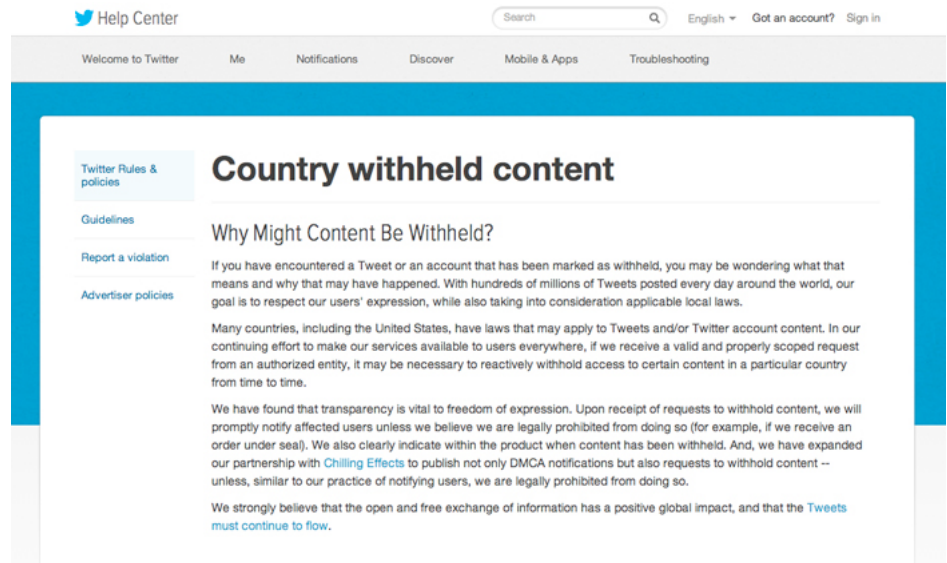 Help Center
Search
English
Got an account?
Sign in
Welcome to Twitter
Me
Notifications
Discover
Mobile & Apps
Troubleshooting
Twitter Rules &
policies
Guidelines
Report a violation
Advertiser policies
Country withheld content
Why Might Content Be Withheld?
If you have encountered a Tweet or an account that has been marked as withheld, you may be wondering what that
means and why that may have happened. With hundreds of millions of Tweets posted every day around the world, our
goal is to respect our users' expression, while also taking into consideration applicable local laws.
Many countries, including the United States, have laws that may apply to Tweets and/or Twitter account content. In our
continuing effort to make our services available to users everywhere, if we receive a valid and properly scoped request
from an authorized entity, it may be necessary to reactively withhold access to certain content in a particular country
from time to time.
We have found that transparency is vital to freedom of expression. Upon receipt of requests to withhold content, we will
promptly notify affected users unless we believe we are legally prohibited from doing so (for example, if we receive an
order under seal). We also clearly indicate within the product when content has been withheld. And, we have expanded
our partnership with Chilling Effects to publish not only DMCA notifications but also requests to withhold content --
unless, similar to our practice of notifying users, we are legally prohibited from doing so.
We strongly believe that the open and free exchange of information has a positive global impact, and that the Tweets
must continue to flow.